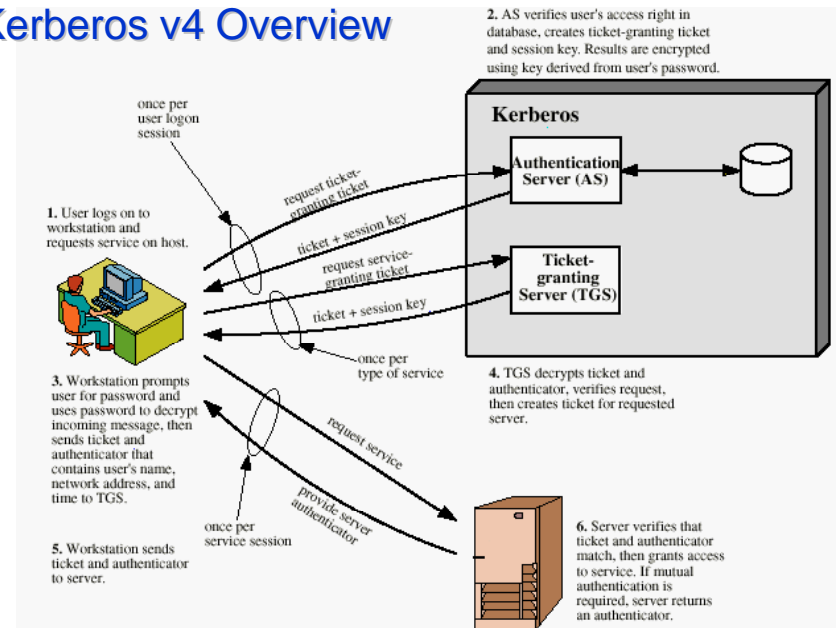 Kerberos v4 Overview
2. AS verifies user's access right in
database, creates ticket-granting ticket
and session key. Results are encrypted
using key derived from user's password.
once per
user logon
session
Kerberos
Authentication
Server (AS)
request ticket-
granting ticket
1. User logs on to
workstation and
requests service on host.
ticket + session key
request service-
granting ticket
Ticket-
granting
Server (TGS)
ticket + session key
once per
type of service
3. Workstation prompts
user for password and
uses password to decrypt
incoming message, then
sends ticket and
authenticator that
contains user's name,
network address, and
time to TGS.
4. TGS decrypts ticket and
authenticator, verifies request,
then creates ticket for requested
server.
request service
provide server
authenticator
once per
service session
5. Workstation sends
ticket and authenticator
to server.
6. Server verifies that
ticket and authenticator
match, then grants access
to service. If mutual
authentication is
required, server returns
an authenticator.